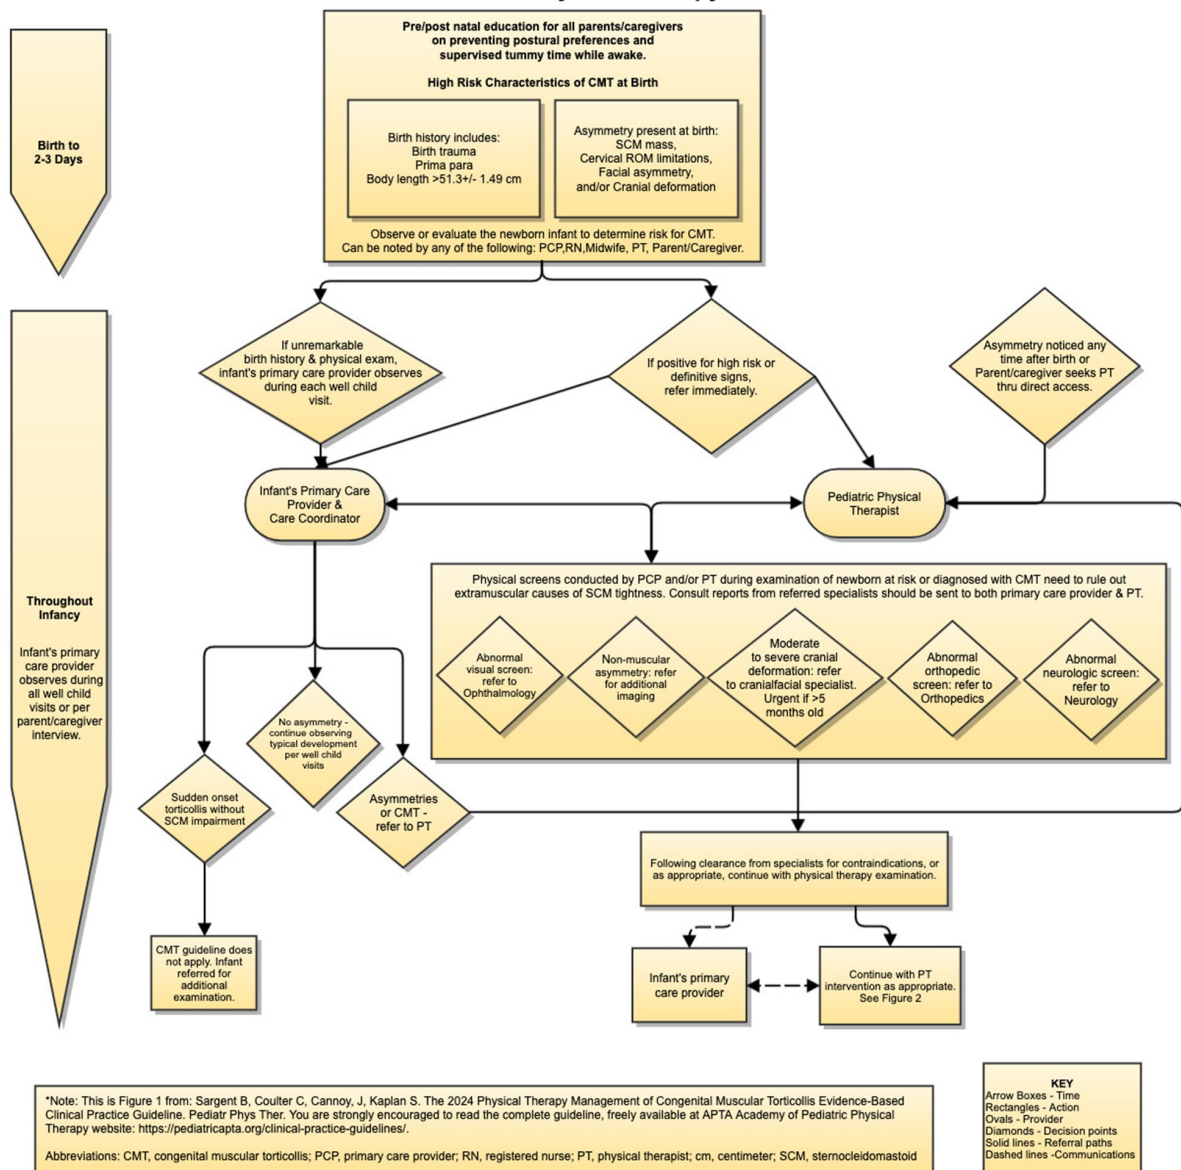 Pre/post natal education for all parents/caregivers
on preventing postural preferences and
supervised tummy time while awake.
High Risk Characteristics of CMT at Birth
Birth history includes:
Birth trauma
Prima para
Body length >51.3+/- 1.49 cm
Asymmetry present at birth:
SCM mass,
Cervical ROM limitations,
Facial asymmetry,
and/or Cranial deformation
Observe or evaluate the newborn infant to determine risk for CMT.
Can be noted by any of the following: PCP,RN,Midwife, PT, Parent/Caregiver.
Birth to
2-3 Days
If unremarkable
birth history & physical exam,
infant's primary care provider observes
during each well child
visit.
If positive for high risk or
definitive signs,
refer immediately.
Asymmetry noticed any
time after birth or
Parent/caregiver seeks PT
thru direct access.
Infant's Primary Care
Provider &
Care Coordinator
Pediatric Physical
Therapist
Throughout
Infancy
Infant's primary
care provider
observes during
all well child
visits or per
parent/caregiver
interview.
Physical screens conducted by PCP and/or PT during examination of newborn at risk or diagnosed with CMT need to rule out
extramuscular causes of SCM tightness. Consult reports from referred specialists should be sent to both primary care provider & PT.
Abnormal
visual screen:
refer to
Ophthalmology
Non-muscular
asymmetry: refer
for additional
imaging
Moderate
to severe cranial
deformation: refer
to cranialfacial specialist.
Urgent if >5
months old
Abnormal
orthopedic
screen: refer to
Orthopedics
Abnormal
neurologic screen:
refer to
Neurology
No asymmetry -
continue observing
typical development
per well child
visits
Sudden onset
torticollis without
SCM impairment
Asymmetries
or CMT -
refer to PT
Following clearance from specialists for contraindications, or
as appropriate, continue with physical therapy examination.
CMT guideline does
not apply. Infant
referred for
additional
examination.
Infant's primary
care provider
Continue with PT
intervention as appropriate.
See Figure 2
*Note: This is Figure 1 from: Sargent B, Coulter C, Cannoy, J, Kaplan S. The 2024 Physical Therapy Management of Congenital Muscular Torticollis Evidence-Based
Clinical Practice Guideline. Pediatr Phys Ther. You are strongly encouraged to read the complete guideline, freely available at APTA Academy of Pediatric Physical
Therapy website: https://pediatricapta.org/clinical-practice-guidelines/.
Abbreviations: CMT, congenital muscular torticollis; PCP, primary care provider; RN, registered nurse; PT, physical therapist; cm, centimeter; SCM, sternocleidomastoid
KEY
Arrow Boxes - Time
Rectangles - Action
Ovals - Provider
Diamonds - Decision points
Solid lines - Referral paths
Dashed lines -Communications